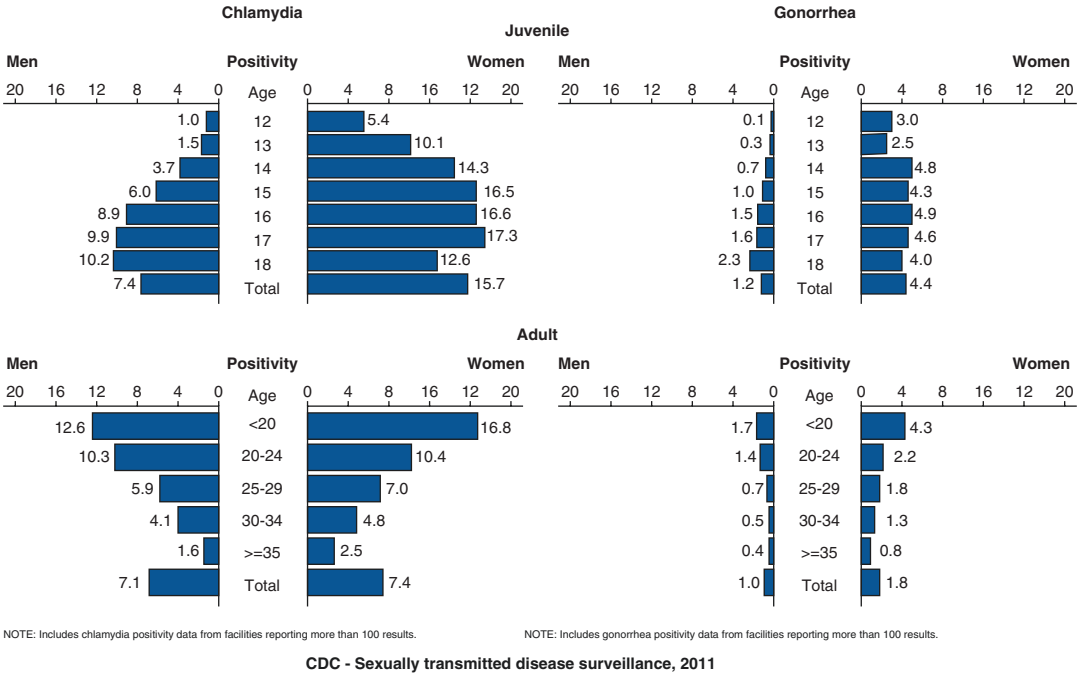 Chlamydia Gonorrhea
Juvenile
Men Positivity Women Men Positivity Women
20 16 12 8 4 0 Age 0 4 8 12 16 20 20 16 12 8 4 0 Age 0 4 8 16 12 20
1.0 12 5.4 0.1 12 3.0
1.5 13 10.1 0.3 13 2.5
3.7 14 14.3 0.7 14 4.8
6.0 15 16.5 1.0 15 4.3
8.9 16 16.6 1.5 16 4.9
9.9 17 17.3 1.6 17 4.6
10.2 18 12.6 2.3 18 4.0
7.4 Total 15.7 1.2 Total 4.4
Adult
Men Positivity Women Men Positivity Women
20 16 12 8 4 0 Age 0 4 8 12 16 20 20 16 12 8 4 0 Age 0 4 8 16 12 20
12.6 <20 16.8 1.7 <20 4.3
10.3 20-24 10.4 1.4 20-24 2.2
5.9 25-29 7.0 0.7 25-29 1.8
4.1 30-34 4.8 0.5 30-34 1.3
1.6 >=35 2.5 0.4 >=35 0.8
7.1 Total 7.4 1.0 Total 1.8
NOTE: Includes chlamydia positivity data from facilities reporting more than 100 results. NOTE: Includes gonorrhea positivity data from facilities reporting more than 100 results.
CDC - Sexually transmitted disease surveillance, 2011